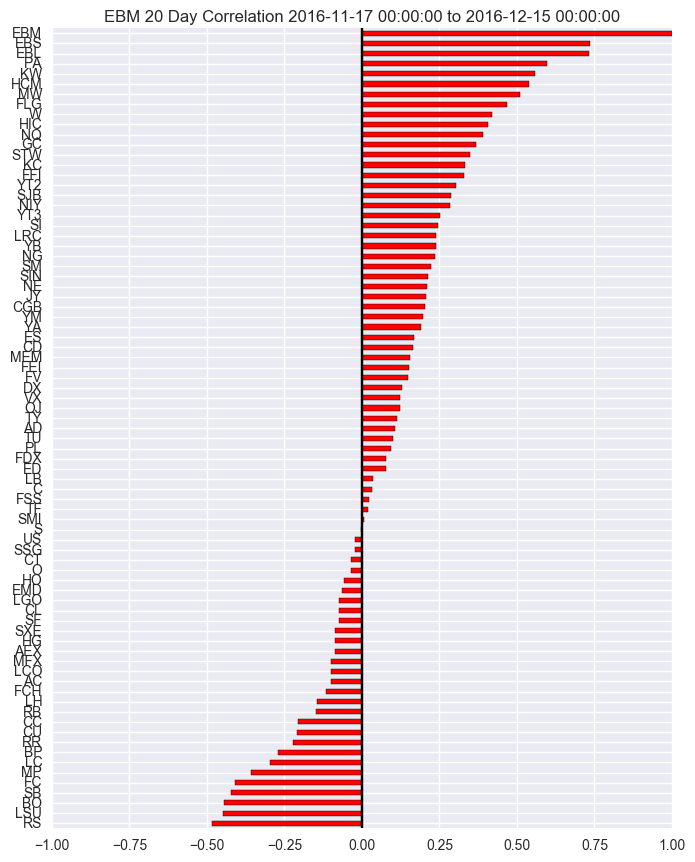 EBM 20 Day Correlation 2016-11-17 00:00:00 to 2016-12-15 00:00:00
EBM
EBS
EBL
PA
KW
HCM
MW
FLG
W
HIC
NQ
GC
STW
KC
YT2
SJB
NIY
YT3
SI
LRC
YB
NG
SM
SIN
NE
JY
CGB
YM
YA
ES
CD
MEM
FEI
FV
DX
VX
OJ
TY
AD
TU
PL
FDX
ED
LB
C
FSS
TF
SMI
S
US
SSG
CT
O
HO
EMD
LGO
CL
SF
SXE
HG
AEX
MFX
LCO
AC
FCH
LH
RB
CC
CU
RR
BP
LC
MP
FC
SB
BO
LSU
RS
−1.00 −0.75 −0.50 −0.25 0.00 0.25 0.50 0.75 1.00